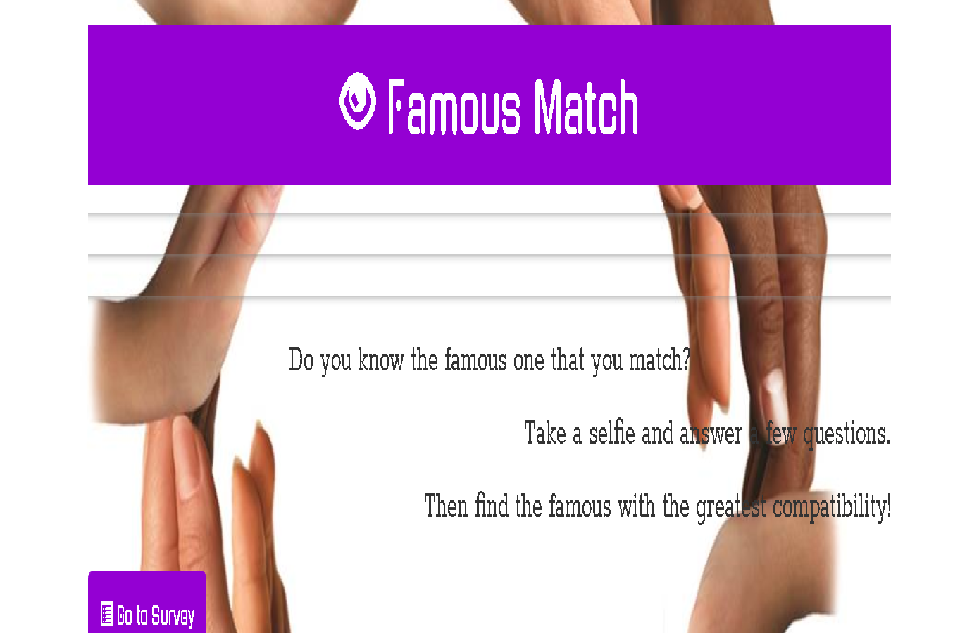 Famous Match
Do you know the famous one that you match?
Take a selfie and answer a few questions.
Then find the famous with the greatest compatibility!
Go to Survey